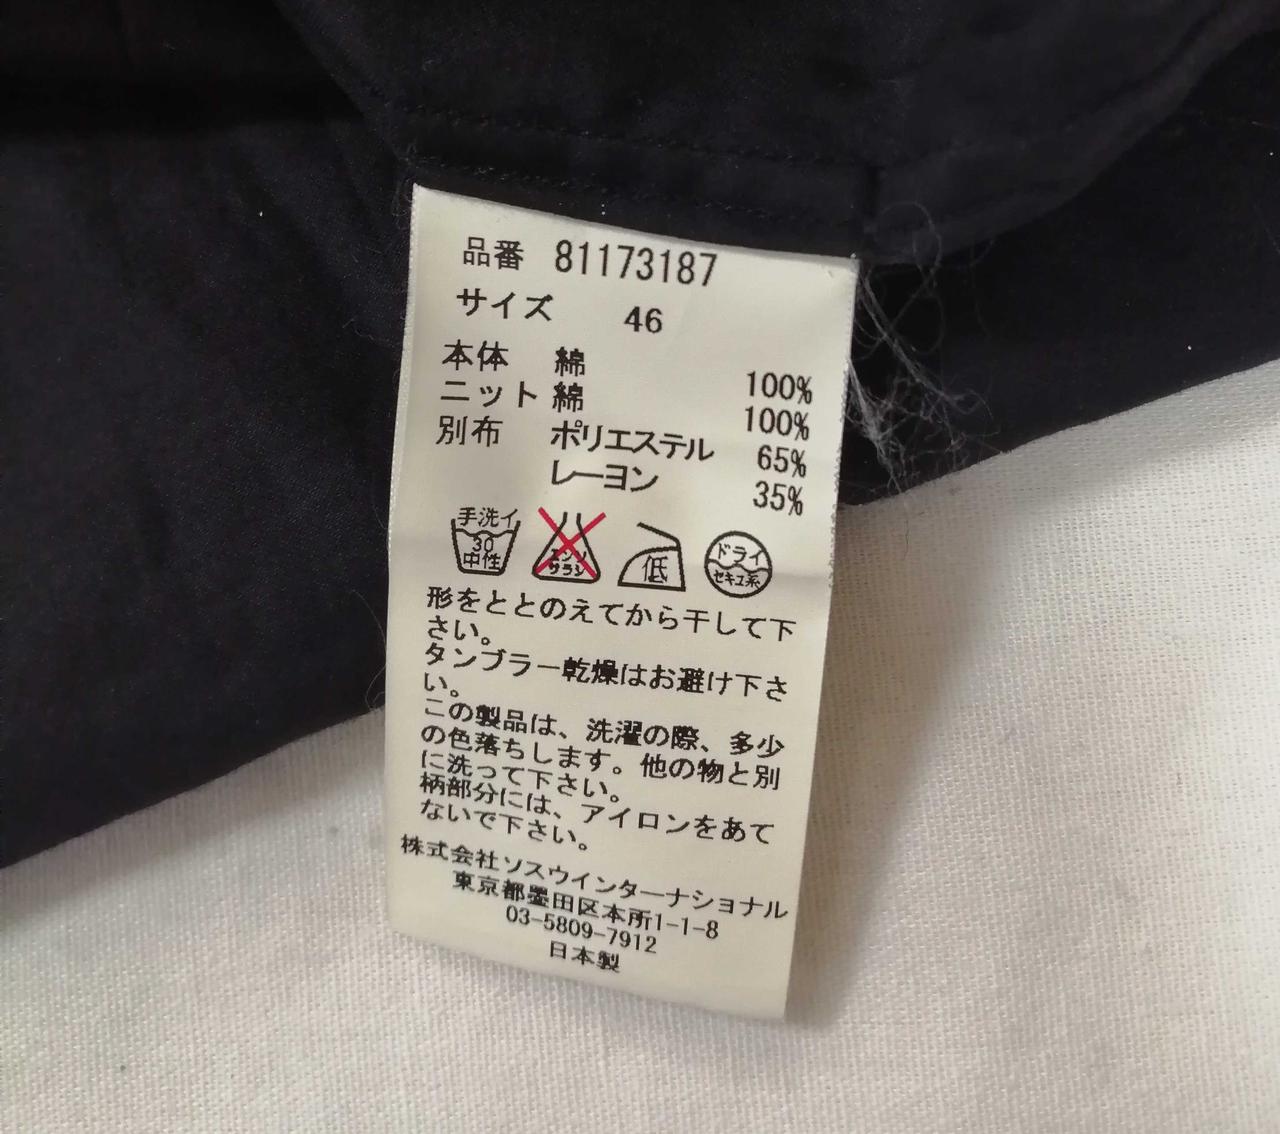 品番 81173187
サイズ 46
本体 綿 100%
ニット 綿 100%
別布 ポリエステル 65%
レーヨン 35%
手洗イ
30
中性
エンソ
サラシ
低
ドライ
セキユ系
形をととのえてから干して下
さい。
タンブラー乾燥はお避け下さ
い。
この製品は、洗濯の際、多少
の色落ちします。他の物と別
に洗って下さい。
柄部分には、アイロンをあて
ないで下さい。
株式会社ソスウインターナショナル
東京都墨田区本所1-1-8
03-5809-7912
日本製